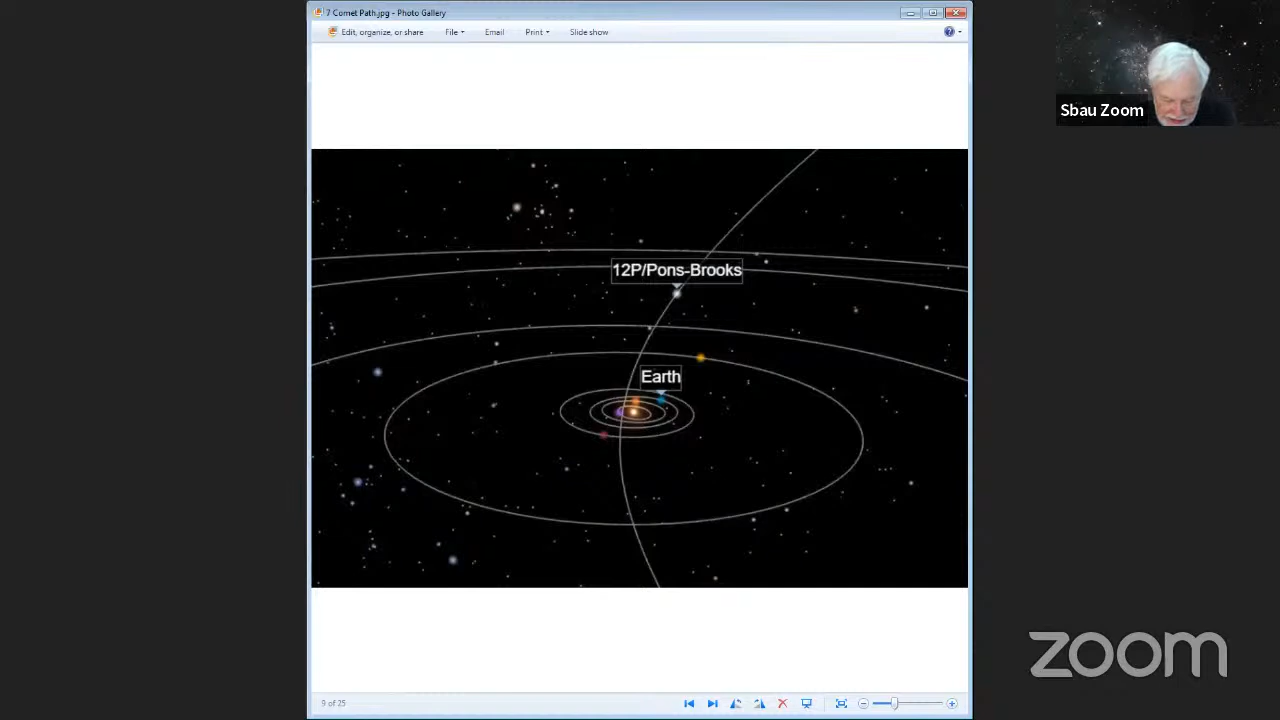 7 Comet Path.jpg - Photo Gallery
Edit, organize, or share File Email Print Slide show
Sbau Zoom
12P/Pons-Brooks
Earth
zoom
9 of 25